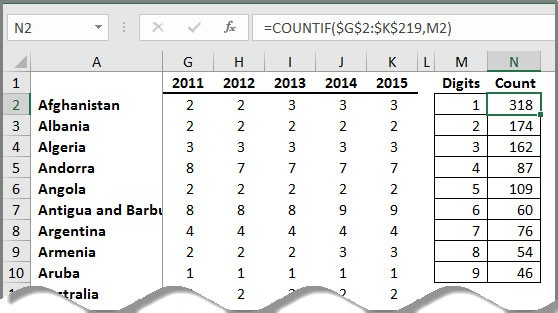 N2 fx =COUNTIF($G$2:$K$219,M2)
A G H I J K L M N
1 2011 2012 2013 2014 2015 Digits Count
2 Afghanistan 2 2 3 3 3 1 318
3 Albania 2 2 2 2 2 2 174
4 Algeria 3 3 3 3 3 3 162
5 Andorra 8 7 7 7 7 4 87
6 Angola 2 2 2 2 2 5 109
7 Antigua and Barbu 8 8 8 9 9 6 60
8 Argentina 4 4 4 4 4 7 76
9 Armenia 2 2 3 3 3 8 54
10 Aruba 1 1 1 1 1 9 46
stralia 2 2 2 2